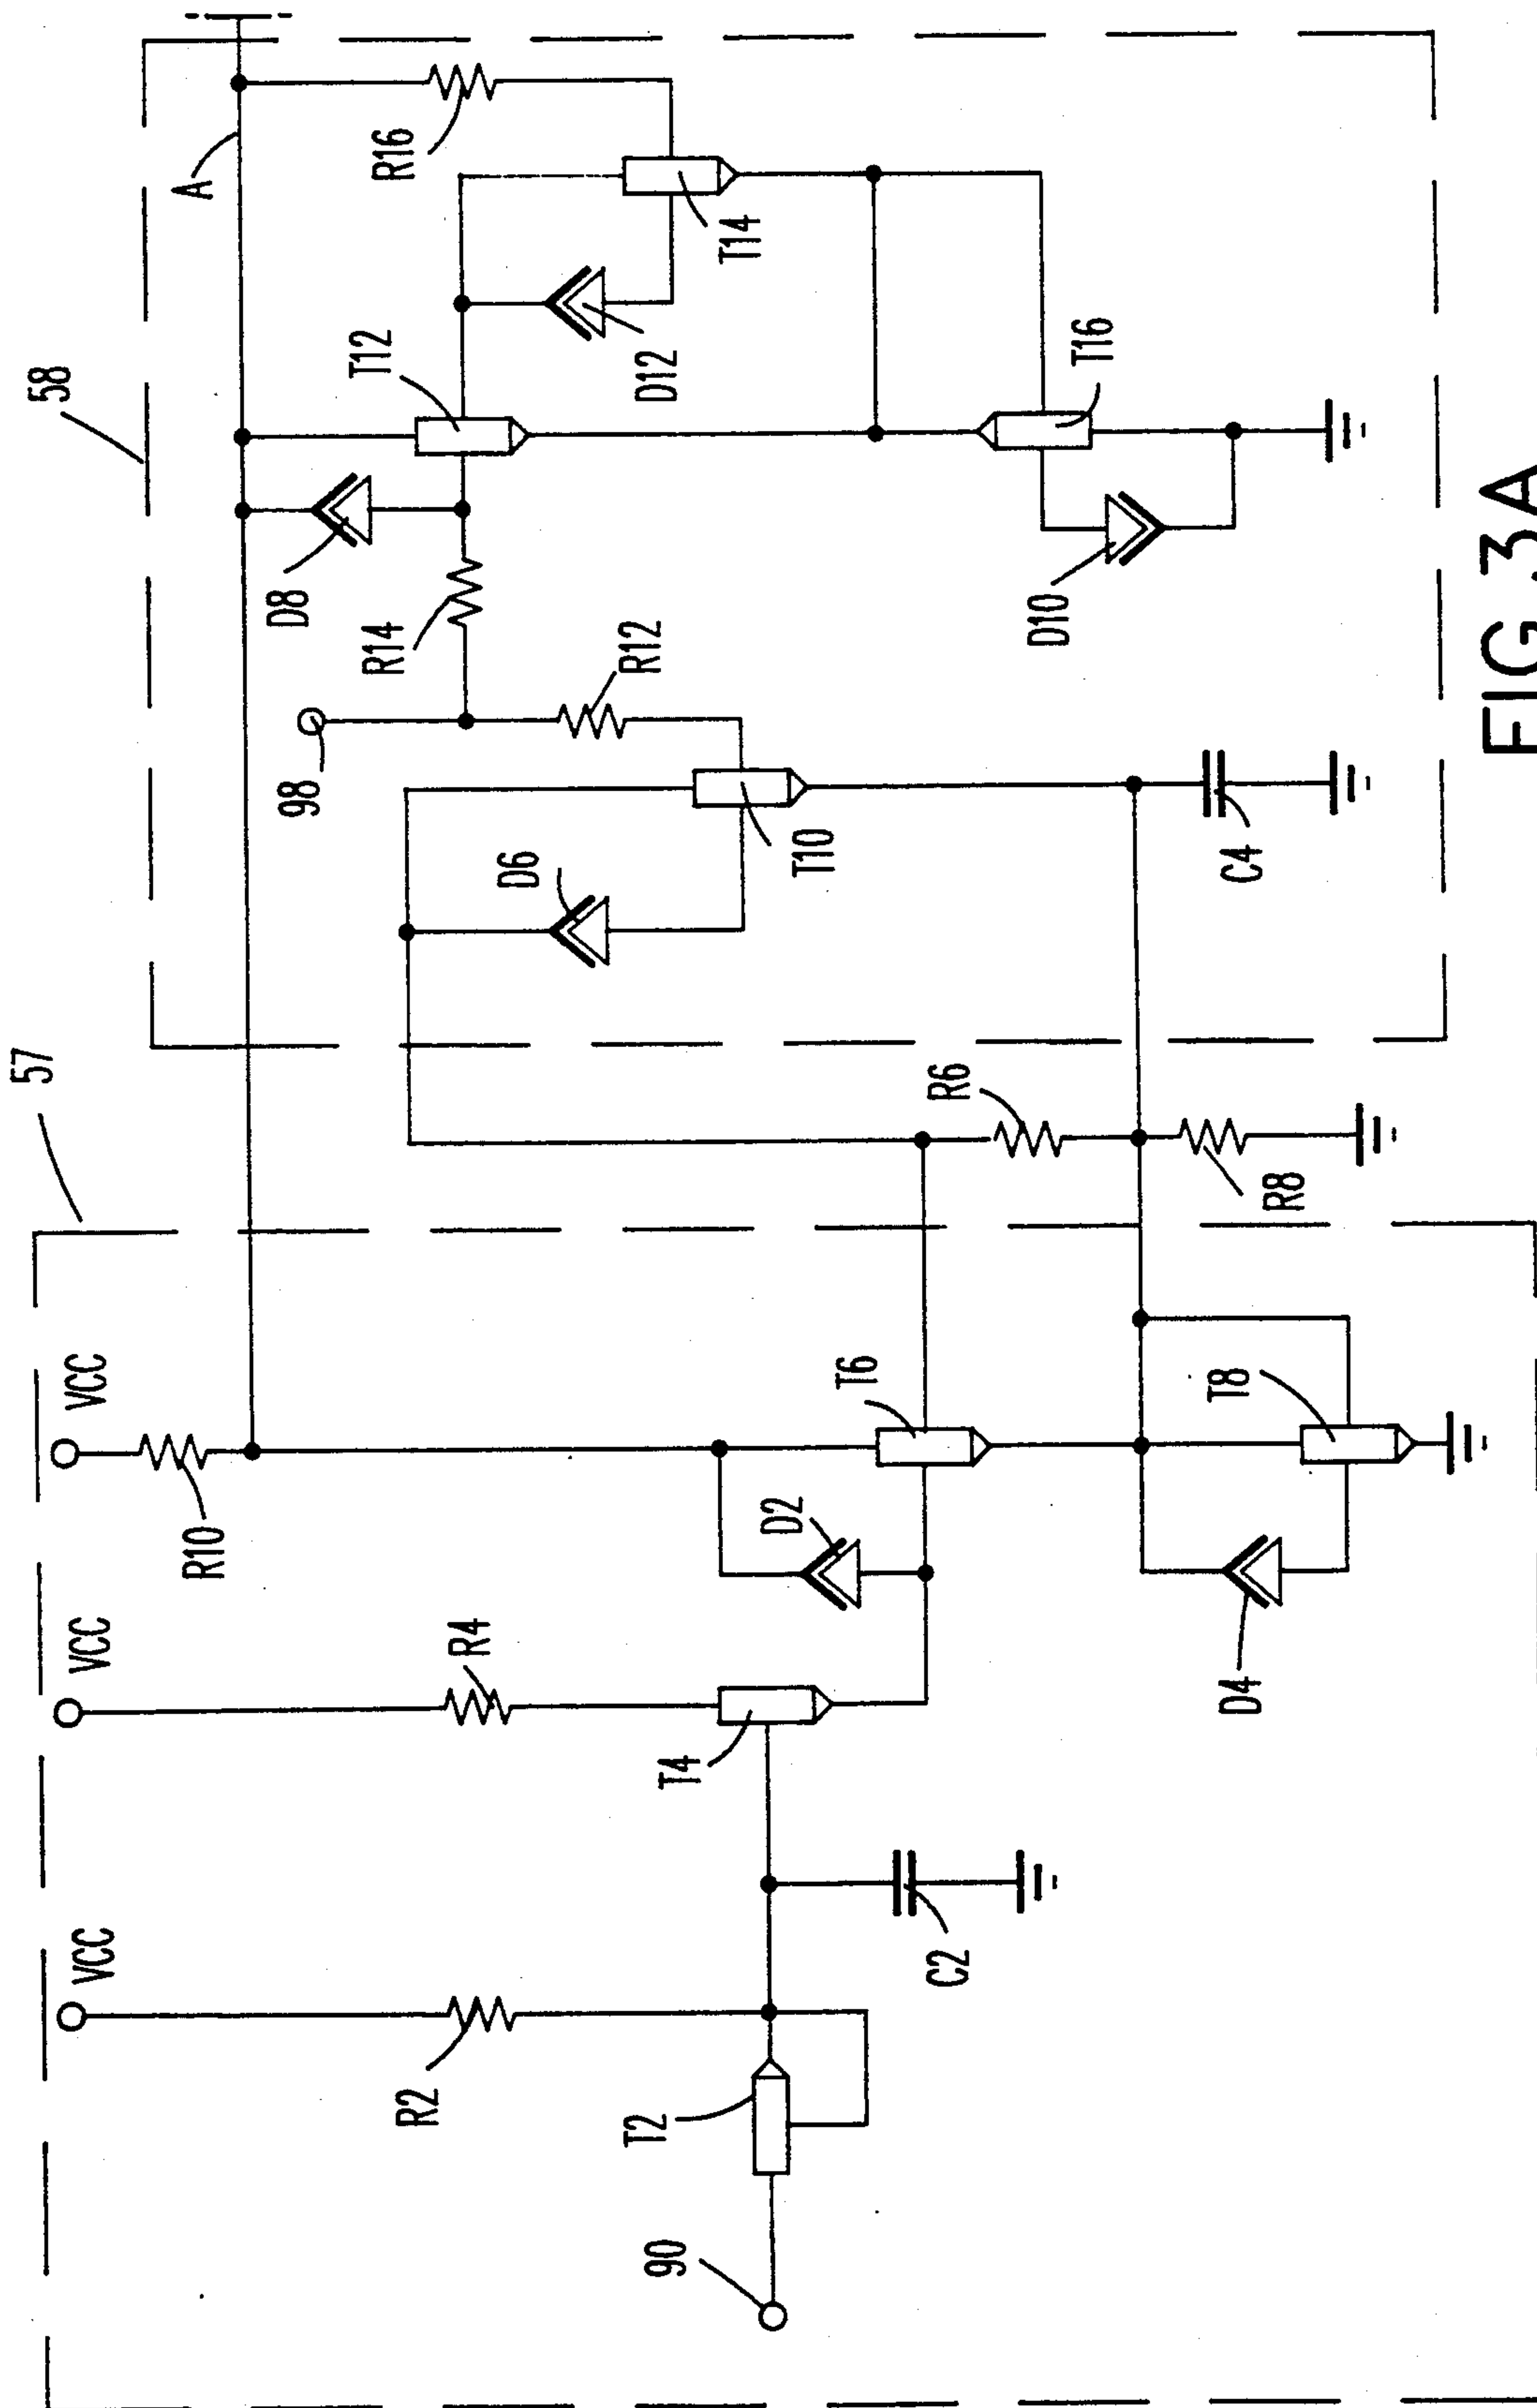 57
58
VCC
VCC
VCC
A
R10
R2
R4
R16
D8
T12
R14
98
R12
D12
T14
D6
T10
T16
D10
T2
T4
D2
T6
R6
90
C2
D4
T8
R8
C4
FIG.3A